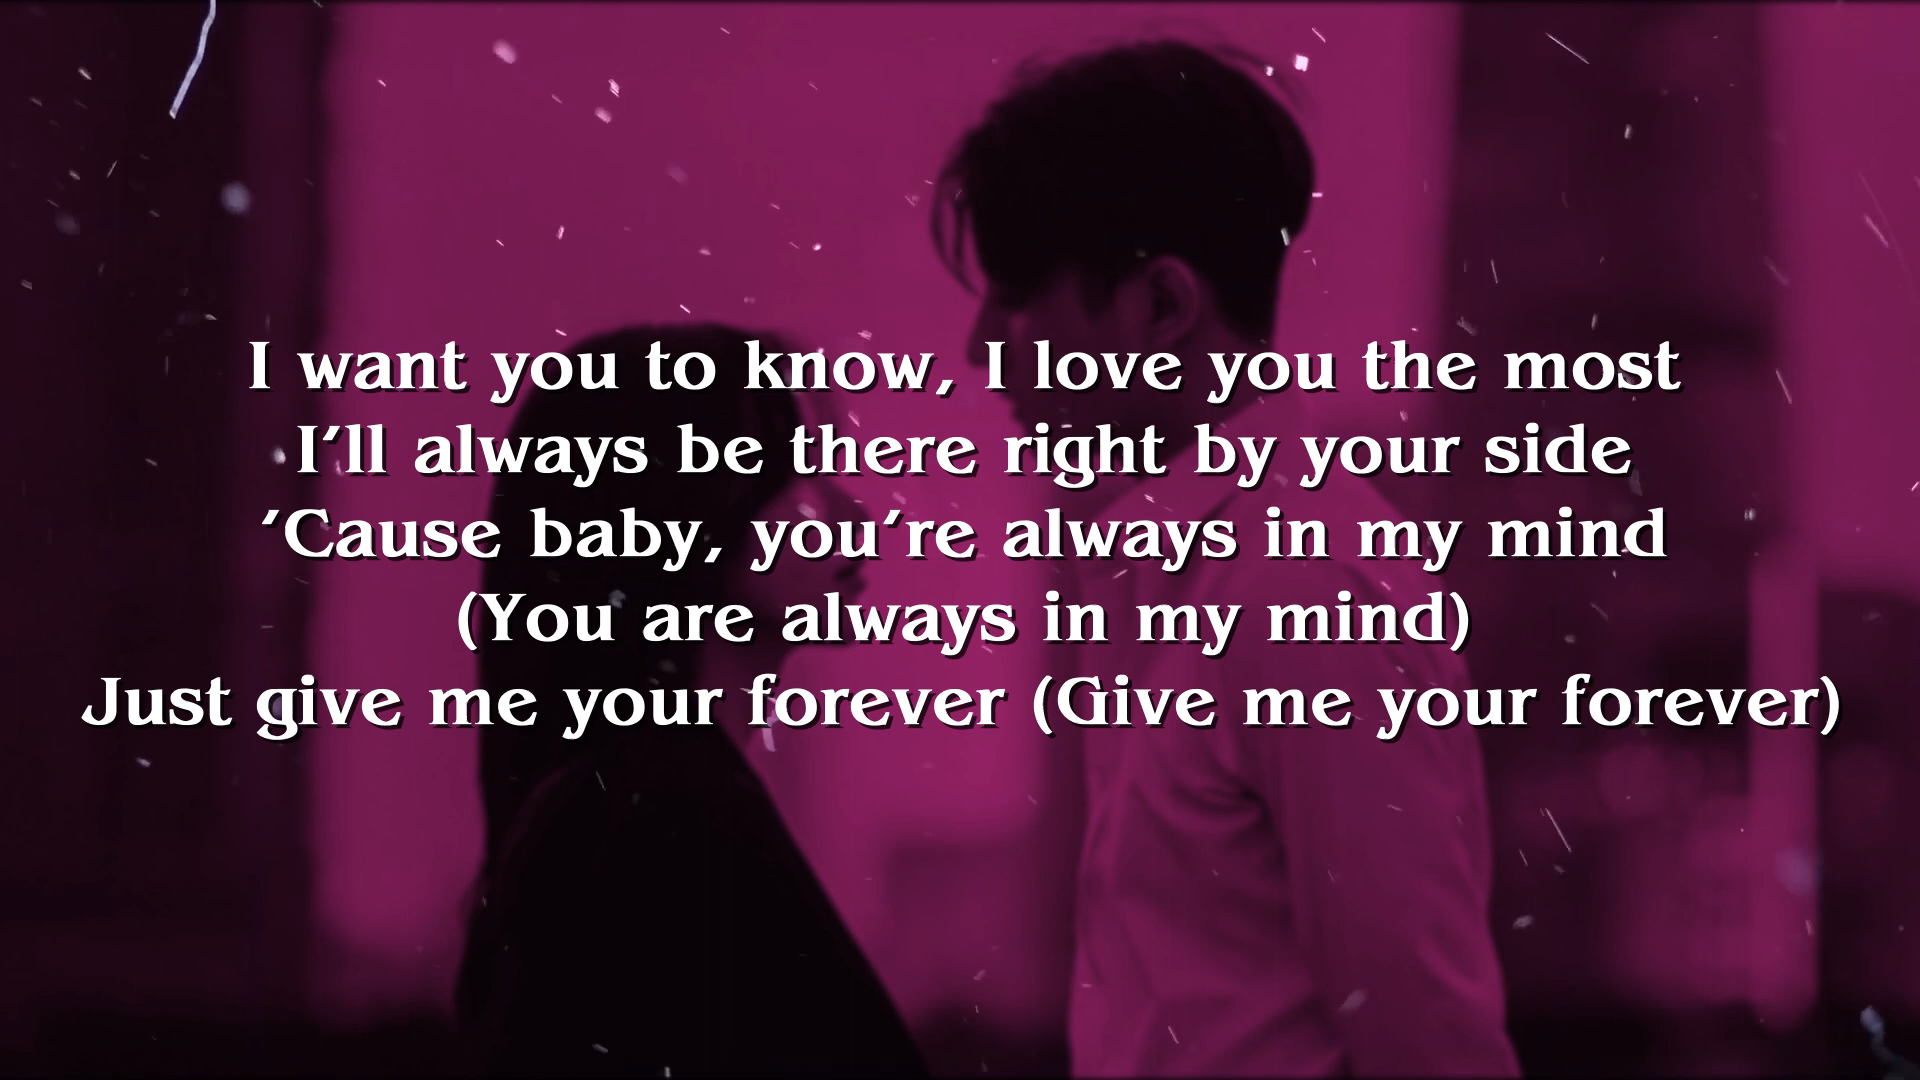 I want you to know, I love you the most
I'll always be there right by your side
'Cause baby, you're always in my mind
(You are always in my mind)
Just give me your forever (Give me your forever)